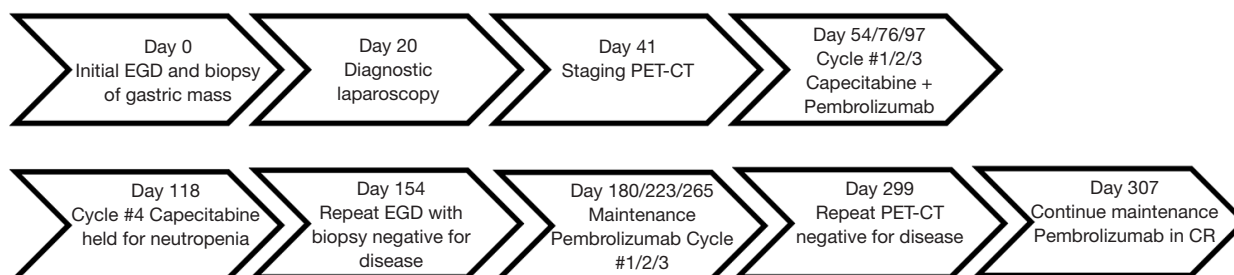 Day 0
Initial EGD and biopsy
of gastric mass
Day 20
Diagnostic
laparoscopy
Day 41
Staging PET-CT
Day 54/76/97
Cycle #1/2/3
Capecitabine +
Pembrolizumab
Day 118
Cycle #4 Capecitabine
held for neutropenia
Day 154
Repeat EGD with
biopsy negative for
disease
Day 180/223/265
Maintenance
Pembrolizumab Cycle
#1/2/3
Day 299
Repeat PET-CT
negative for disease
Day 307
Continue maintenance
Pembrolizumab in CR